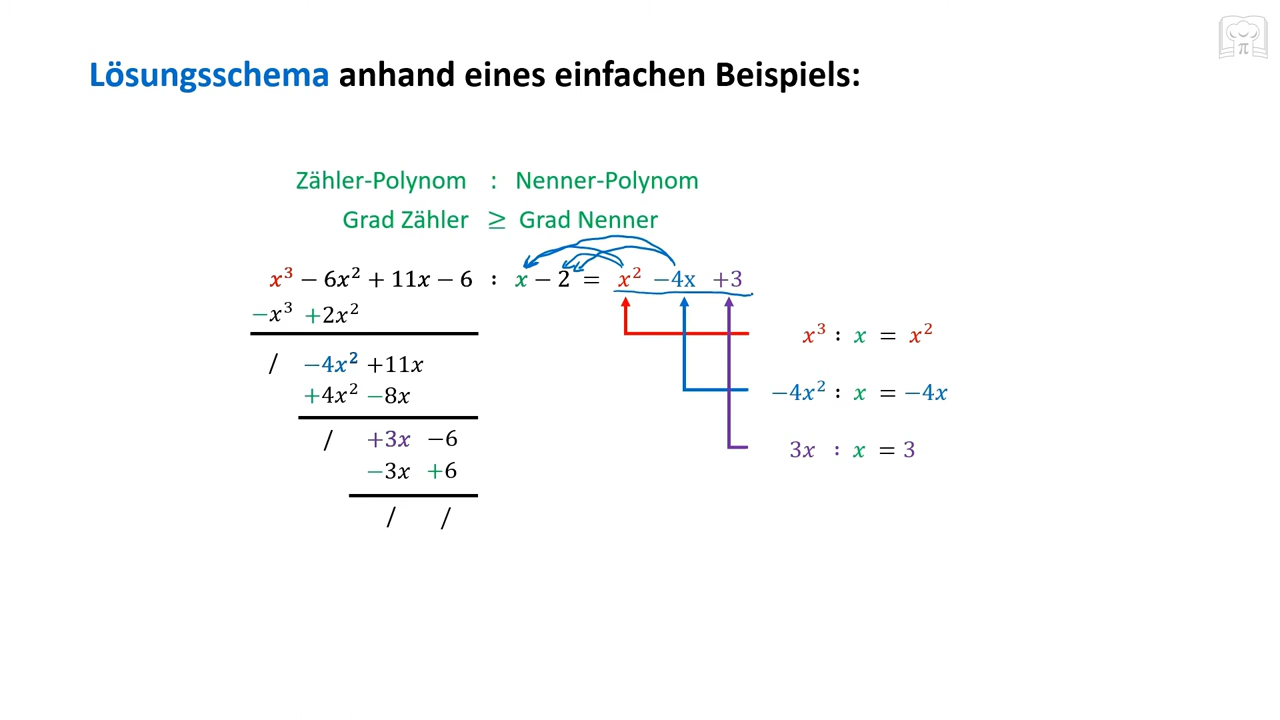 Lösungsschema anhand eines einfachen Beispiels:
Zähler-Polynom : Nenner-Polynom
Grad Zähler ≥ Grad Nenner
x³ − 6x² + 11x − 6 : x − 2 = x² −4x +3
−x³ +2x²
x³ : x = x²
/ −4x² +11x
+4x² −8x
−4x² : x = −4x
/ +3x −6
3x : x = 3
−3x +6
/ /
π